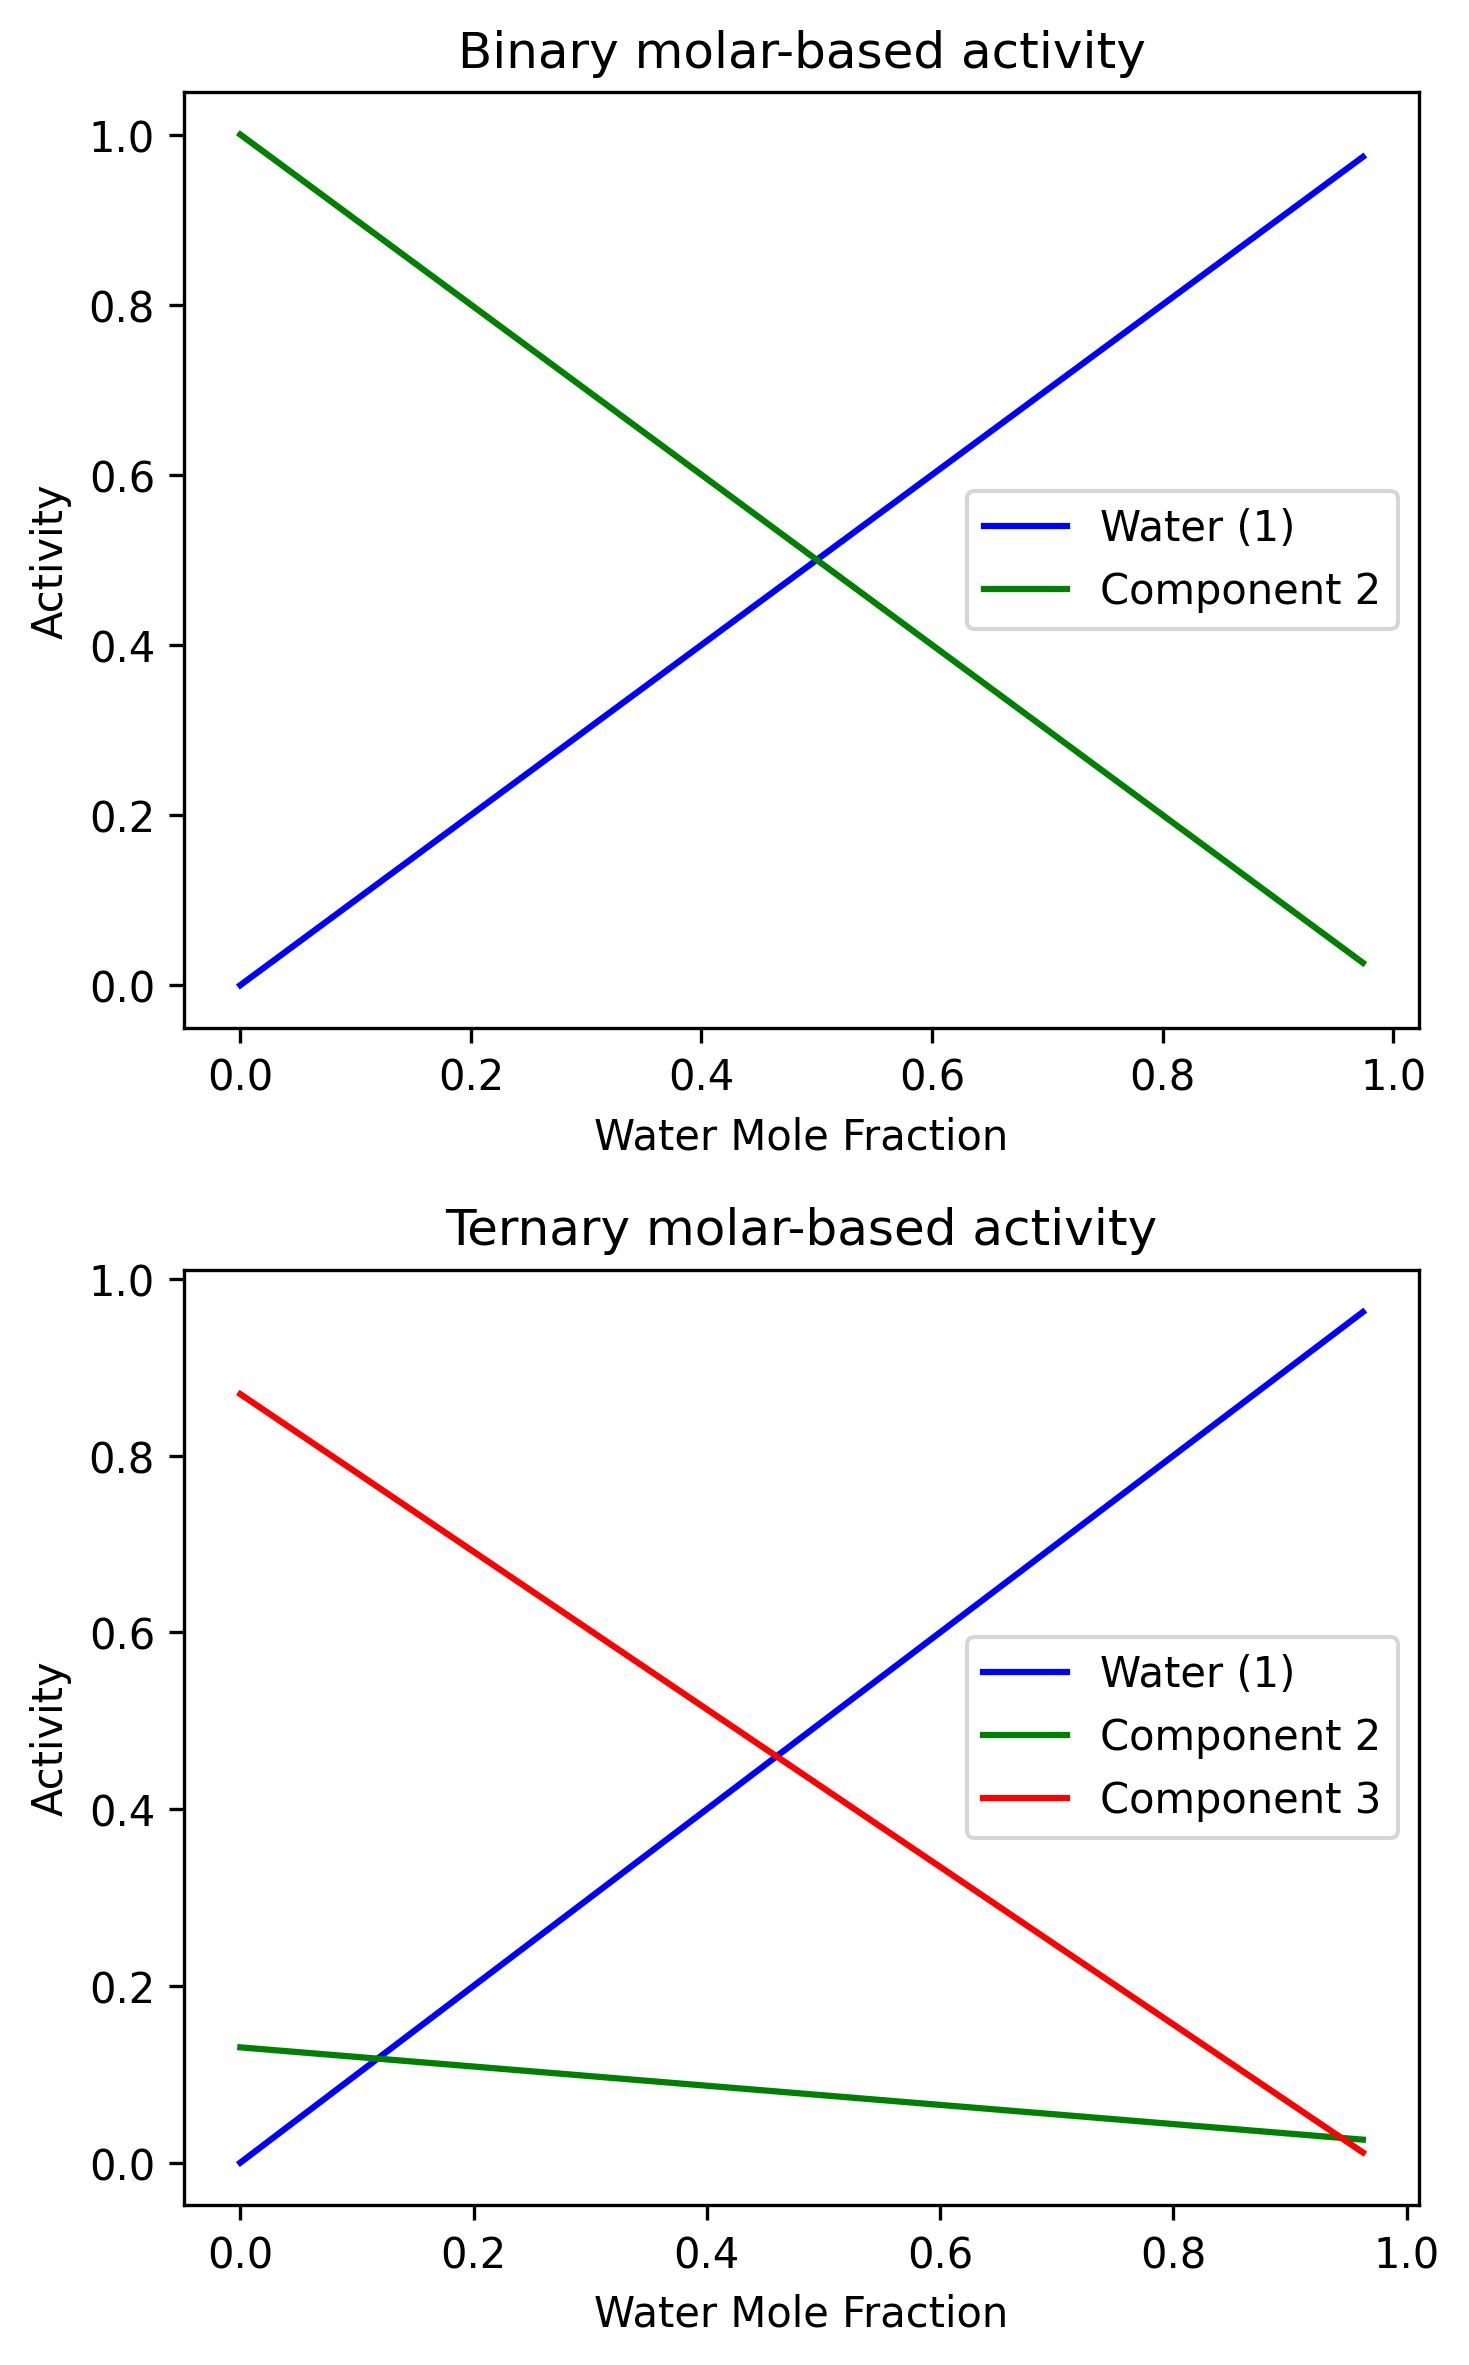 Binary molar-based activity
1.0
0.8
0.6
0.4
0.2
0.0
Activity
Water (1)
Component 2
0.0 0.2 0.4 0.6 0.8 1.0
Water Mole Fraction
Ternary molar-based activity
1.0
0.8
0.6
0.4
0.2
0.0
Activity
Water (1)
Component 2
Component 3
0.0 0.2 0.4 0.6 0.8 1.0
Water Mole Fraction